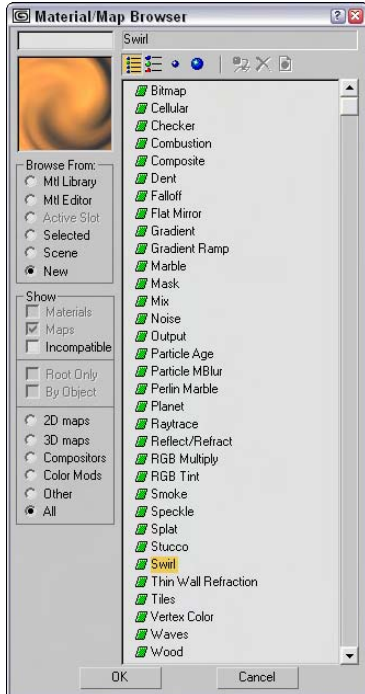 Material/Map Browser
Swirl
Bitmap
Cellular
Checker
Combustion
Composite
Dent
Falloff
Flat Mirror
Gradient
Gradient Ramp
Marble
Mask
Mix
Noise
Output
Particle Age
Particle MBlur
Perlin Marble
Planet
Raytrace
Reflect/Refract
RGB Multiply
RGB Tint
Smoke
Speckle
Splat
Stucco
Swirl
Thin Wall Refraction
Tiles
Vertex Color
Waves
Wood
Browse From:
Mtl Library
Mtl Editor
Active Slot
Selected
Scene
New
Show
Materials
Maps
Incompatible
Root Only
By Object
2D maps
3D maps
Compositors
Color Mods
Other
All
OK
Cancel